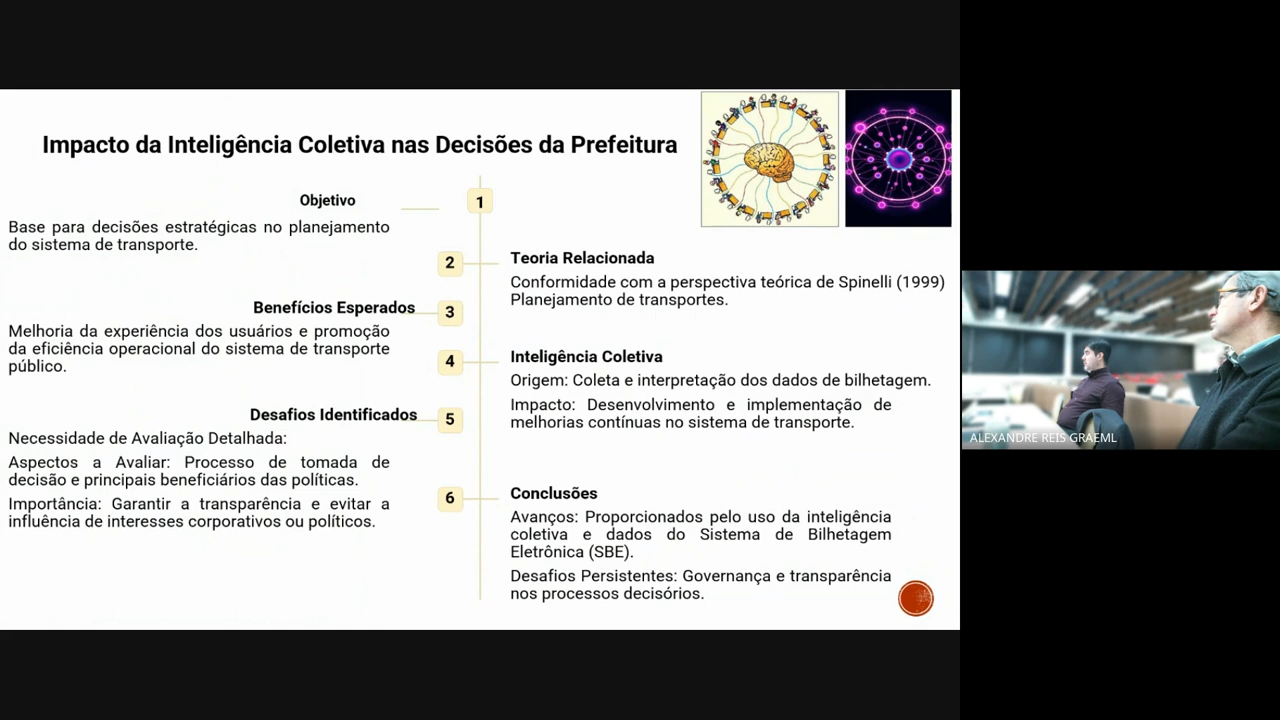 Impacto da Inteligência Coletiva nas Decisões da Prefeitura
Objetivo
1
Base para decisões estratégicas no planejamento
do sistema de transporte.
2
Teoria Relacionada
Conformidade com a perspectiva teórica de Spinelli (1999)
Planejamento de transportes.
Benefícios Esperados
3
Melhoria da experiência dos usuários e promoção
da eficiência operacional do sistema de transporte
público.
4
Inteligência Coletiva
Origem: Coleta e interpretação dos dados de bilhetagem.
Impacto: Desenvolvimento e implementação de
melhorias contínuas no sistema de transporte.
Desafios Identificados
5
Necessidade de Avaliação Detalhada:
Aspectos a Avaliar: Processo de tomada de
decisão e principais beneficiários das políticas.
Importância: Garantir a transparência e evitar a
influência de interesses corporativos ou políticos.
6
Conclusões
Avanços: Proporcionados pelo uso da inteligência
coletiva e dados do Sistema de Bilhetagem
Eletrônica (SBE).
Desafios Persistentes: Governança e transparência
nos processos decisórios.
ALEXANDRE REIS GRAEML